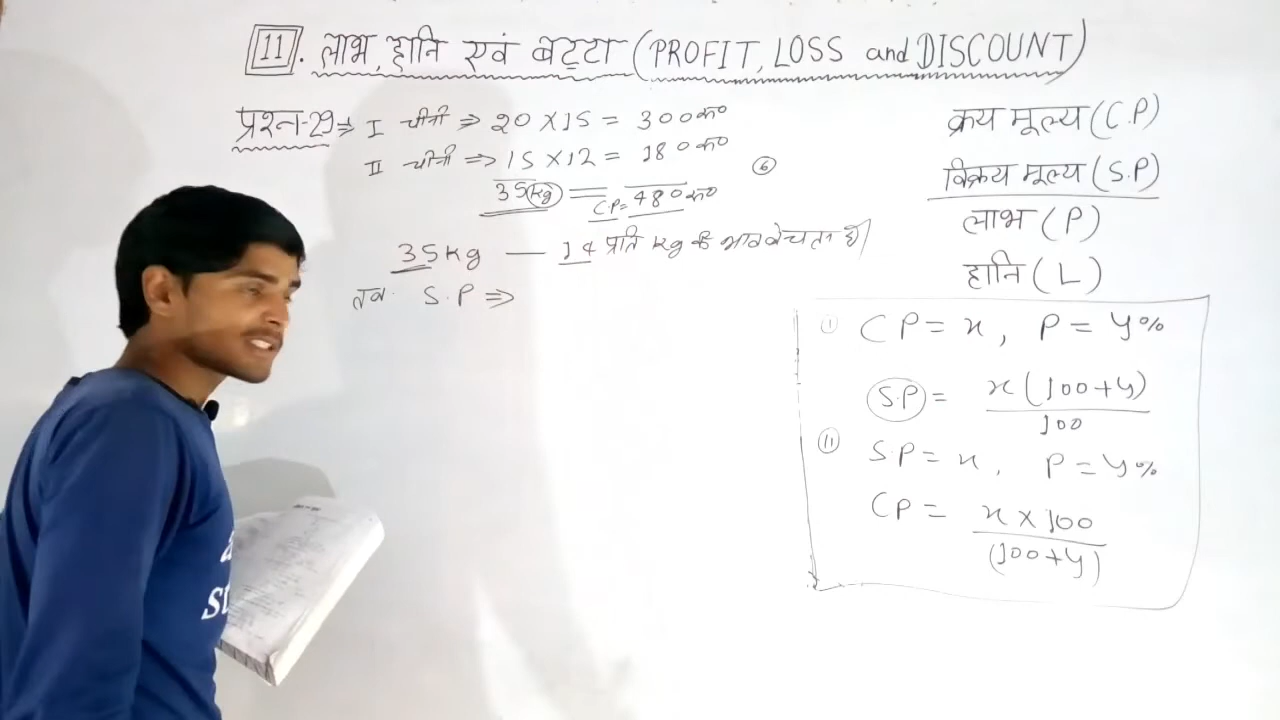 11. लाभ, हानि एवं बट्टा (PROFIT, LOSS and DISCOUNT)
प्रश्न-29⇒ I चीनी ⇒ 20 × 15 = 300रू०
II चीनी ⇒ 15 × 12 = 180रू०
35kg = CP = 480रू०
6
35kg — 14 प्रति kg के भाव बेचता है।
तब S.P ⇒
क्रय मूल्य (C.P)
विक्रय मूल्य (S.P)
लाभ (P)
हानि (L)
(I) CP = x, P = y%
S.P = x(100+y)/100
(II) S.P = x, P = y%
CP = x × 100/(100+y)